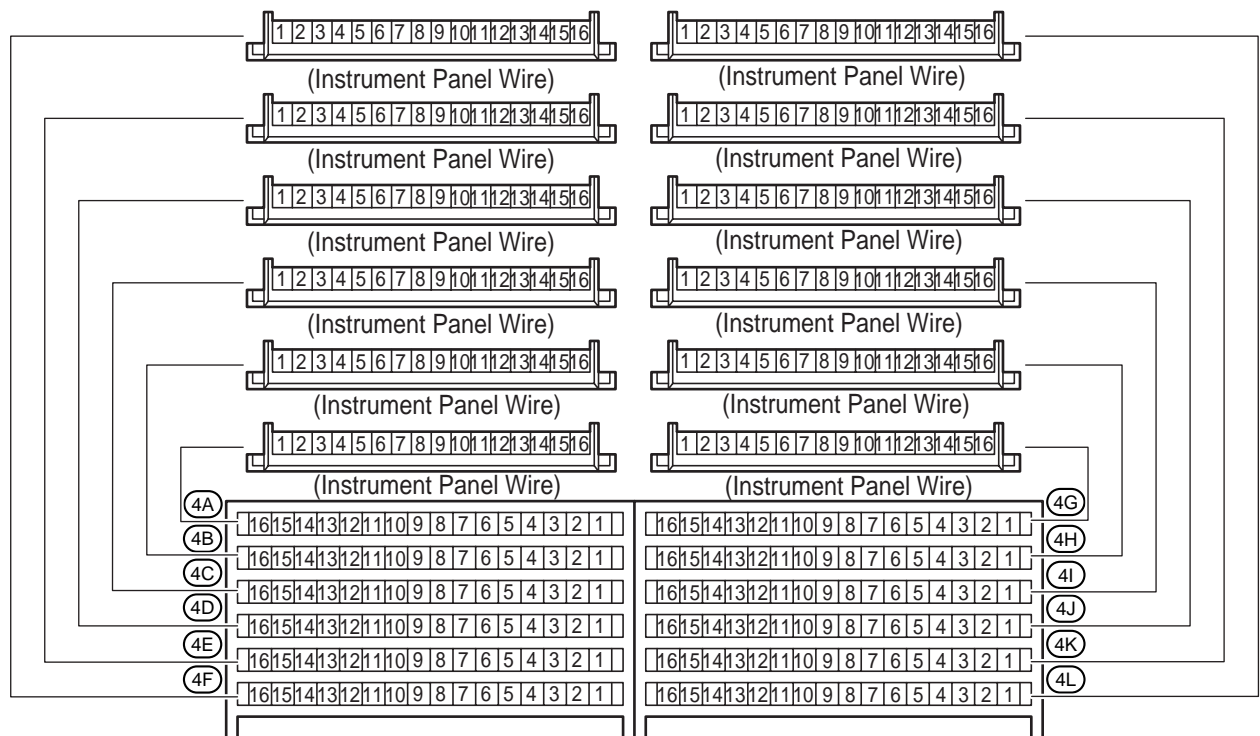 1 2 3 4 5 6 7 8 9 10 11 12 13 14 15 16 1 2 3 4 5 6 7 8 9 10 11 12 13 14 15 16
(Instrument Panel Wire) (Instrument Panel Wire)
1 2 3 4 5 6 7 8 9 10 11 12 13 14 15 16 1 2 3 4 5 6 7 8 9 10 11 12 13 14 15 16
(Instrument Panel Wire) (Instrument Panel Wire)
1 2 3 4 5 6 7 8 9 10 11 12 13 14 15 16 1 2 3 4 5 6 7 8 9 10 11 12 13 14 15 16
(Instrument Panel Wire) (Instrument Panel Wire)
1 2 3 4 5 6 7 8 9 10 11 12 13 14 15 16 1 2 3 4 5 6 7 8 9 10 11 12 13 14 15 16
(Instrument Panel Wire) (Instrument Panel Wire)
1 2 3 4 5 6 7 8 9 10 11 12 13 14 15 16 1 2 3 4 5 6 7 8 9 10 11 12 13 14 15 16
(Instrument Panel Wire) (Instrument Panel Wire)
1 2 3 4 5 6 7 8 9 10 11 12 13 14 15 16 1 2 3 4 5 6 7 8 9 10 11 12 13 14 15 16
(Instrument Panel Wire) (Instrument Panel Wire)
4A 4G
16 15 14 13 12 11 10 9 8 7 6 5 4 3 2 1 16 15 14 13 12 11 10 9 8 7 6 5 4 3 2 1
4B 4H
16 15 14 13 12 11 10 9 8 7 6 5 4 3 2 1 16 15 14 13 12 11 10 9 8 7 6 5 4 3 2 1
4C 4I
16 15 14 13 12 11 10 9 8 7 6 5 4 3 2 1 16 15 14 13 12 11 10 9 8 7 6 5 4 3 2 1
4D 4J
16 15 14 13 12 11 10 9 8 7 6 5 4 3 2 1 16 15 14 13 12 11 10 9 8 7 6 5 4 3 2 1
4E 4K
16 15 14 13 12 11 10 9 8 7 6 5 4 3 2 1 16 15 14 13 12 11 10 9 8 7 6 5 4 3 2 1
4F 4L
16 15 14 13 12 11 10 9 8 7 6 5 4 3 2 1 16 15 14 13 12 11 10 9 8 7 6 5 4 3 2 1